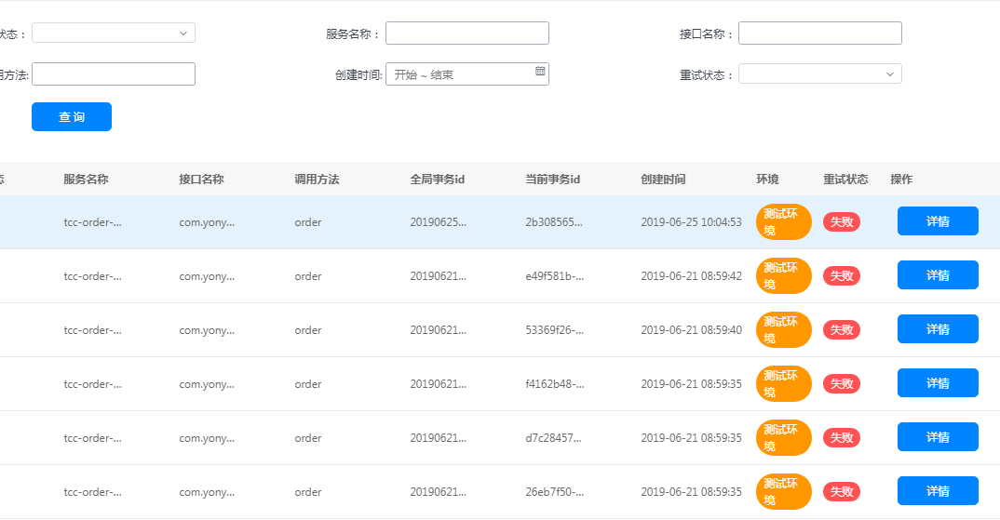 状态： 服务名称： 接口名称：
用方法: 创建时间: 开始 ~ 结束 重试状态：
查 询
态 服务名称 接口名称 调用方法 全局事务id 当前事务id 创建时间 环境 重试状态 操作
tcc-order-... com.yony... order 20190625... 2b308565... 2019-06-25 10:04:53 测试环境 失败 详情
tcc-order-... com.yony... order 20190621... e49f581b-... 2019-06-21 08:59:42 测试环境 失败 详情
tcc-order-... com.yony... order 20190621... 53369f26-... 2019-06-21 08:59:40 测试环境 失败 详情
tcc-order-... com.yony... order 20190621... f4162b48-... 2019-06-21 08:59:35 测试环境 失败 详情
tcc-order-... com.yony... order 20190621... d7c28457... 2019-06-21 08:59:35 测试环境 失败 详情
tcc-order-... com.yony... order 20190621... 26eb7f50-... 2019-06-21 08:59:35 测试环境 失败 详情